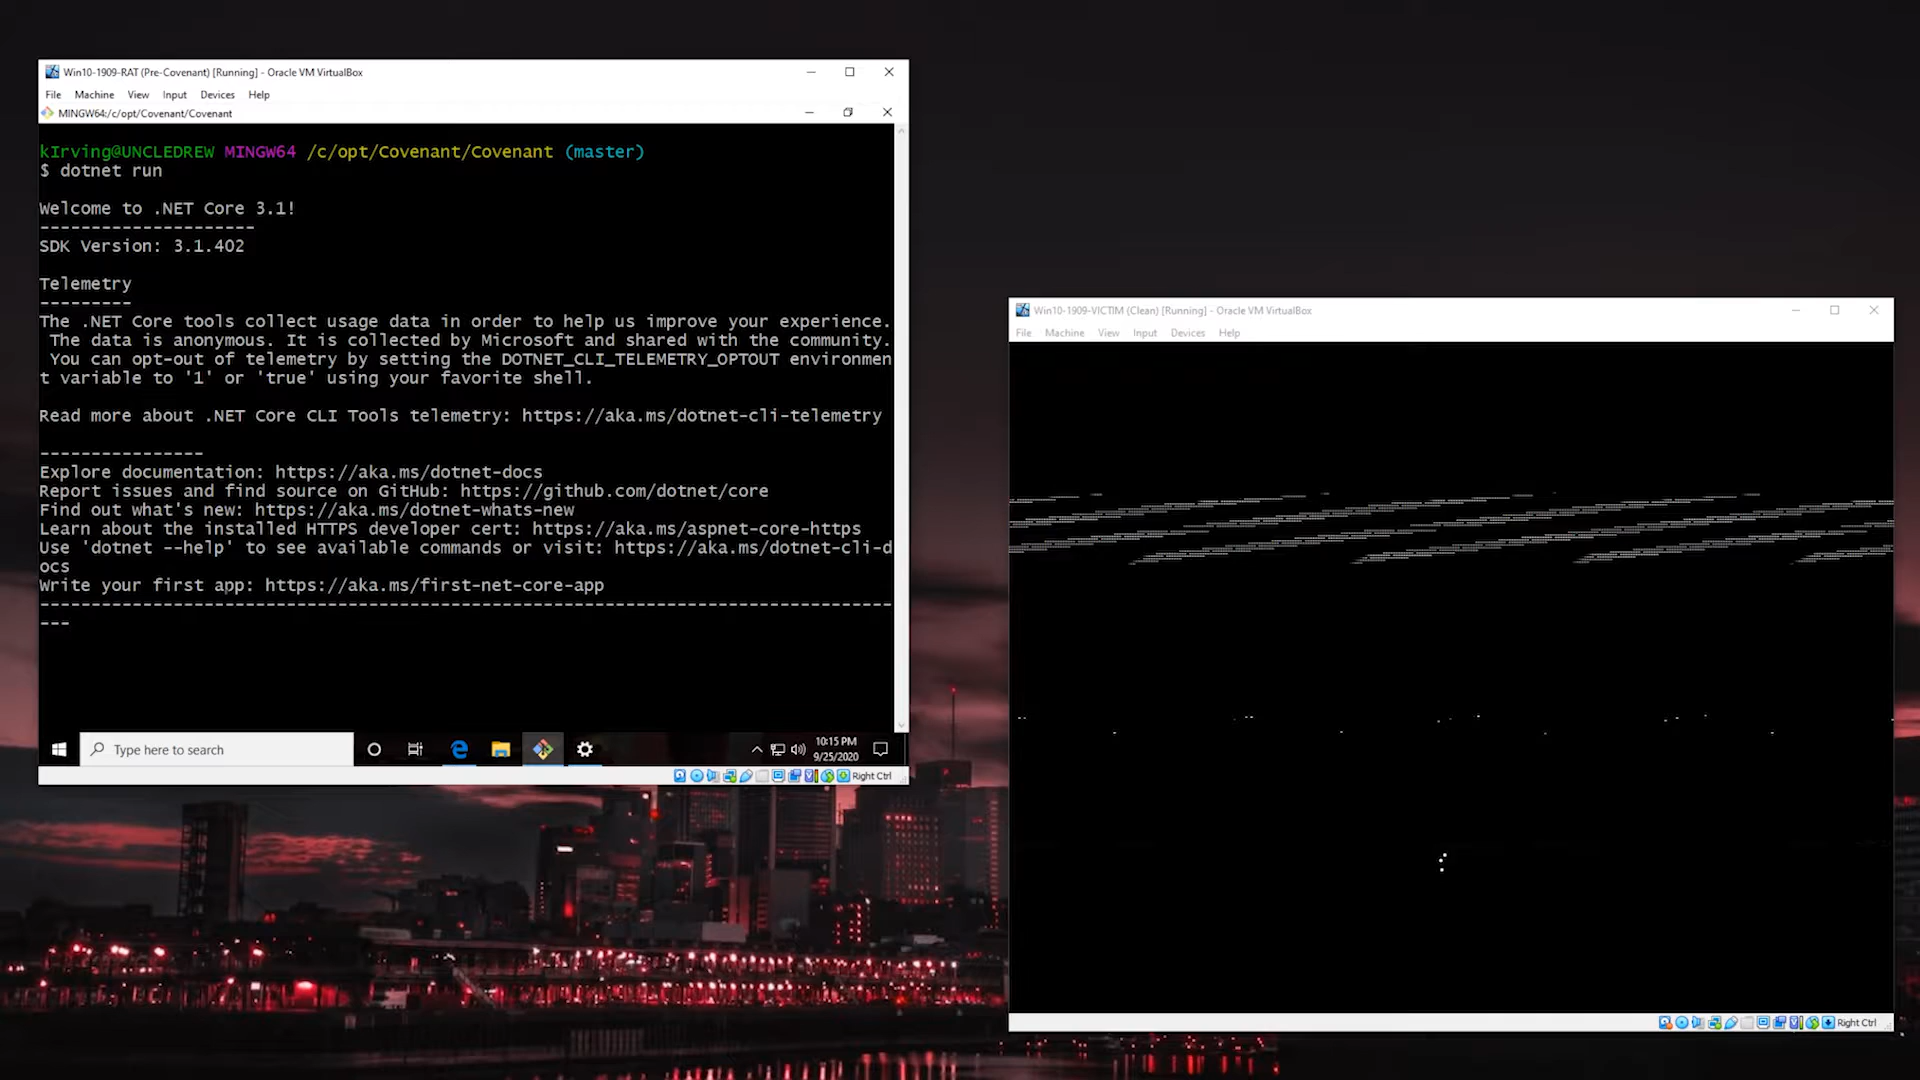 Win10-1909-RAT (Pre-Covenant) [Running] - Oracle VM VirtualBox
File Machine View Input Devices Help
MINGW64:/c/opt/Covenant/Covenant
kIrving@UNCLEDREW MINGW64 /c/opt/Covenant/Covenant (master)
$ dotnet run
Welcome to .NET Core 3.1!
---------------------
SDK Version: 3.1.402
Telemetry
---------
The .NET Core tools collect usage data in order to help us improve your experience.
The data is anonymous. It is collected by Microsoft and shared with the community.
You can opt-out of telemetry by setting the DOTNET_CLI_TELEMETRY_OPTOUT environmen
t variable to '1' or 'true' using your favorite shell.
Read more about .NET Core CLI Tools telemetry: https://aka.ms/dotnet-cli-telemetry
----------------
Explore documentation: https://aka.ms/dotnet-docs
Report issues and find source on GitHub: https://github.com/dotnet/core
Find out what's new: https://aka.ms/dotnet-whats-new
Learn about the installed HTTPS developer cert: https://aka.ms/aspnet-core-https
Use 'dotnet --help' to see available commands or visit: https://aka.ms/dotnet-cli-d
ocs
Write your first app: https://aka.ms/first-net-core-app
-----------------------------------------------------------------------------------
---
Type here to search
10:15 PM
9/25/2020
Right Ctrl
Win10-1909-VICTIM (Clean) [Running] - Oracle VM VirtualBox
File Machine View Input Devices Help
Right Ctrl